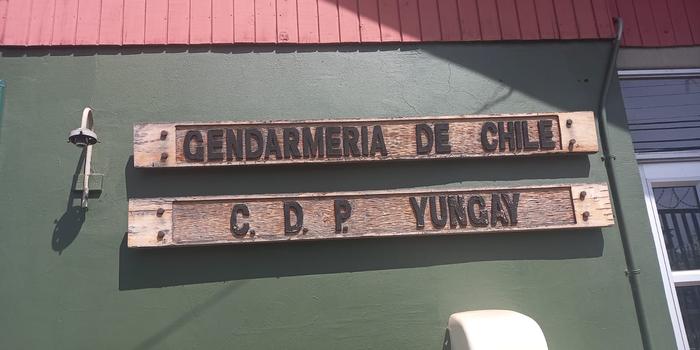 GENDARMERIA DE CHILE
C. D. P. YUNGAY